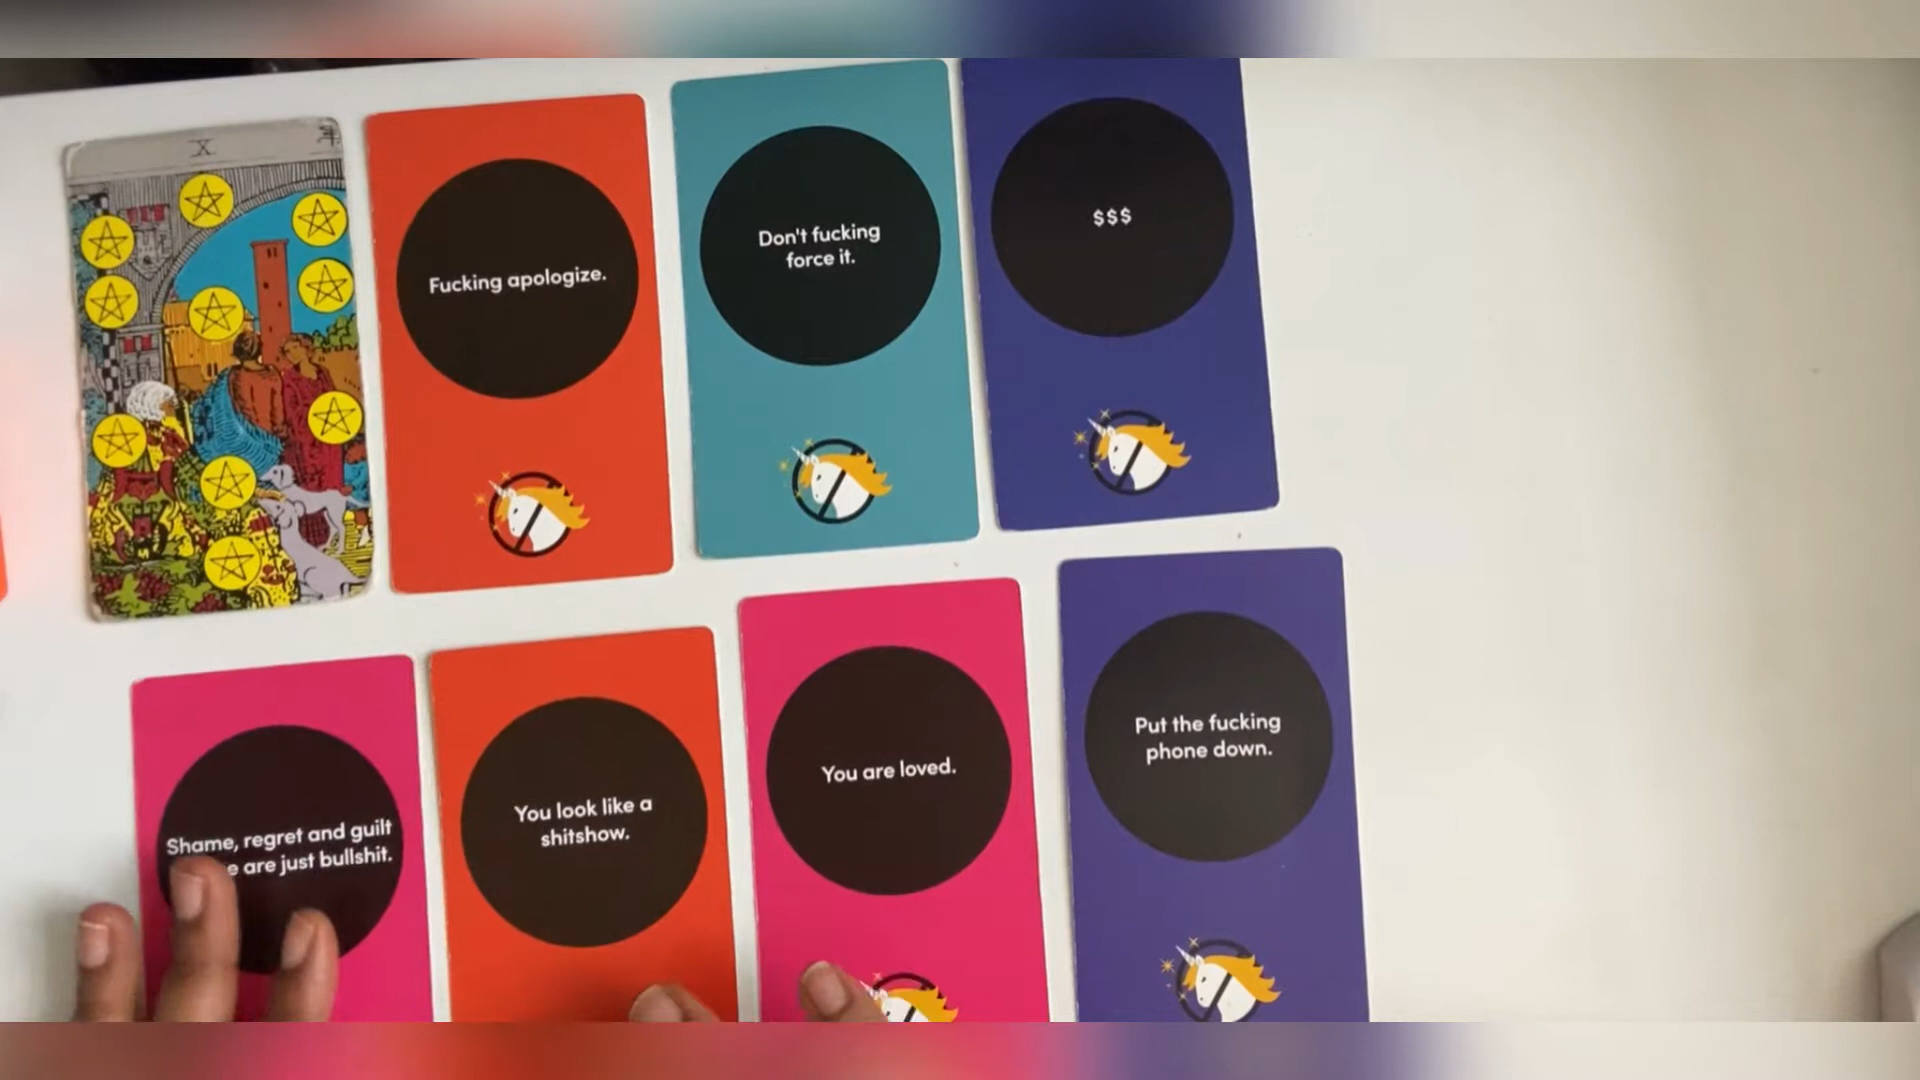 X
Fucking apologize.
Don't fucking
force it.
$$$
Shame, regret and guilt
are just bullshit.
You look like a
shitshow.
You are loved.
Put the fucking
phone down.